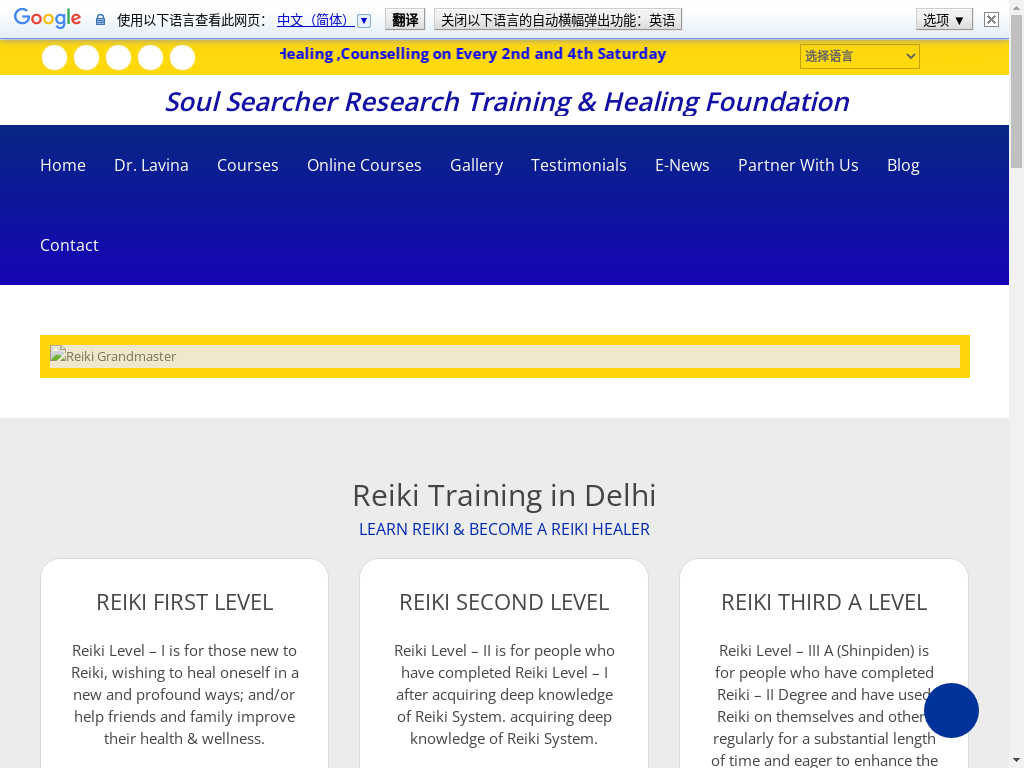 Google 使用以下语言查看此网页： 中文（简体） 翻译 关闭以下语言的自动横幅弹出功能：英语 选项 ▼
Healing ,Counselling on Every 2nd and 4th Saturday 选择语言
Soul Searcher Research Training & Healing Foundation
Home Dr. Lavina Courses Online Courses Gallery Testimonials E-News Partner With Us Blog
Contact
Reiki Grandmaster
Reiki Training in Delhi
LEARN REIKI & BECOME A REIKI HEALER
REIKI FIRST LEVEL
Reiki Level – I is for those new to
Reiki, wishing to heal oneself in a
new and profound ways; and/or
help friends and family improve
their health & wellness.
REIKI SECOND LEVEL
Reiki Level – II is for people who
have completed Reiki Level – I
after acquiring deep knowledge
of Reiki System. acquiring deep
knowledge of Reiki System.
REIKI THIRD A LEVEL
Reiki Level – III A (Shinpiden) is
for people who have completed
Reiki – II Degree and have used
Reiki on themselves and other
regularly for a substantial length
of time and eager to enhance the